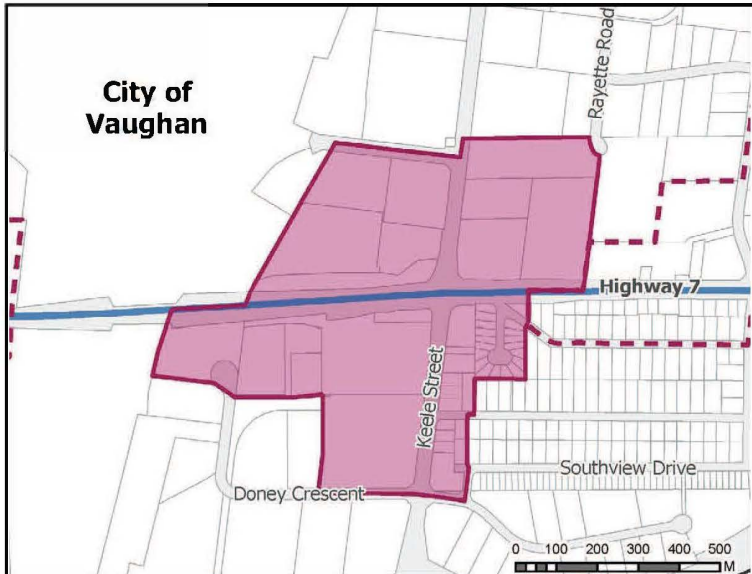 City of
Vaughan
Rayette Road
Highway 7
Keele Street
Southview Drive
Doney Crescent
0 100 200 300 400 500
M